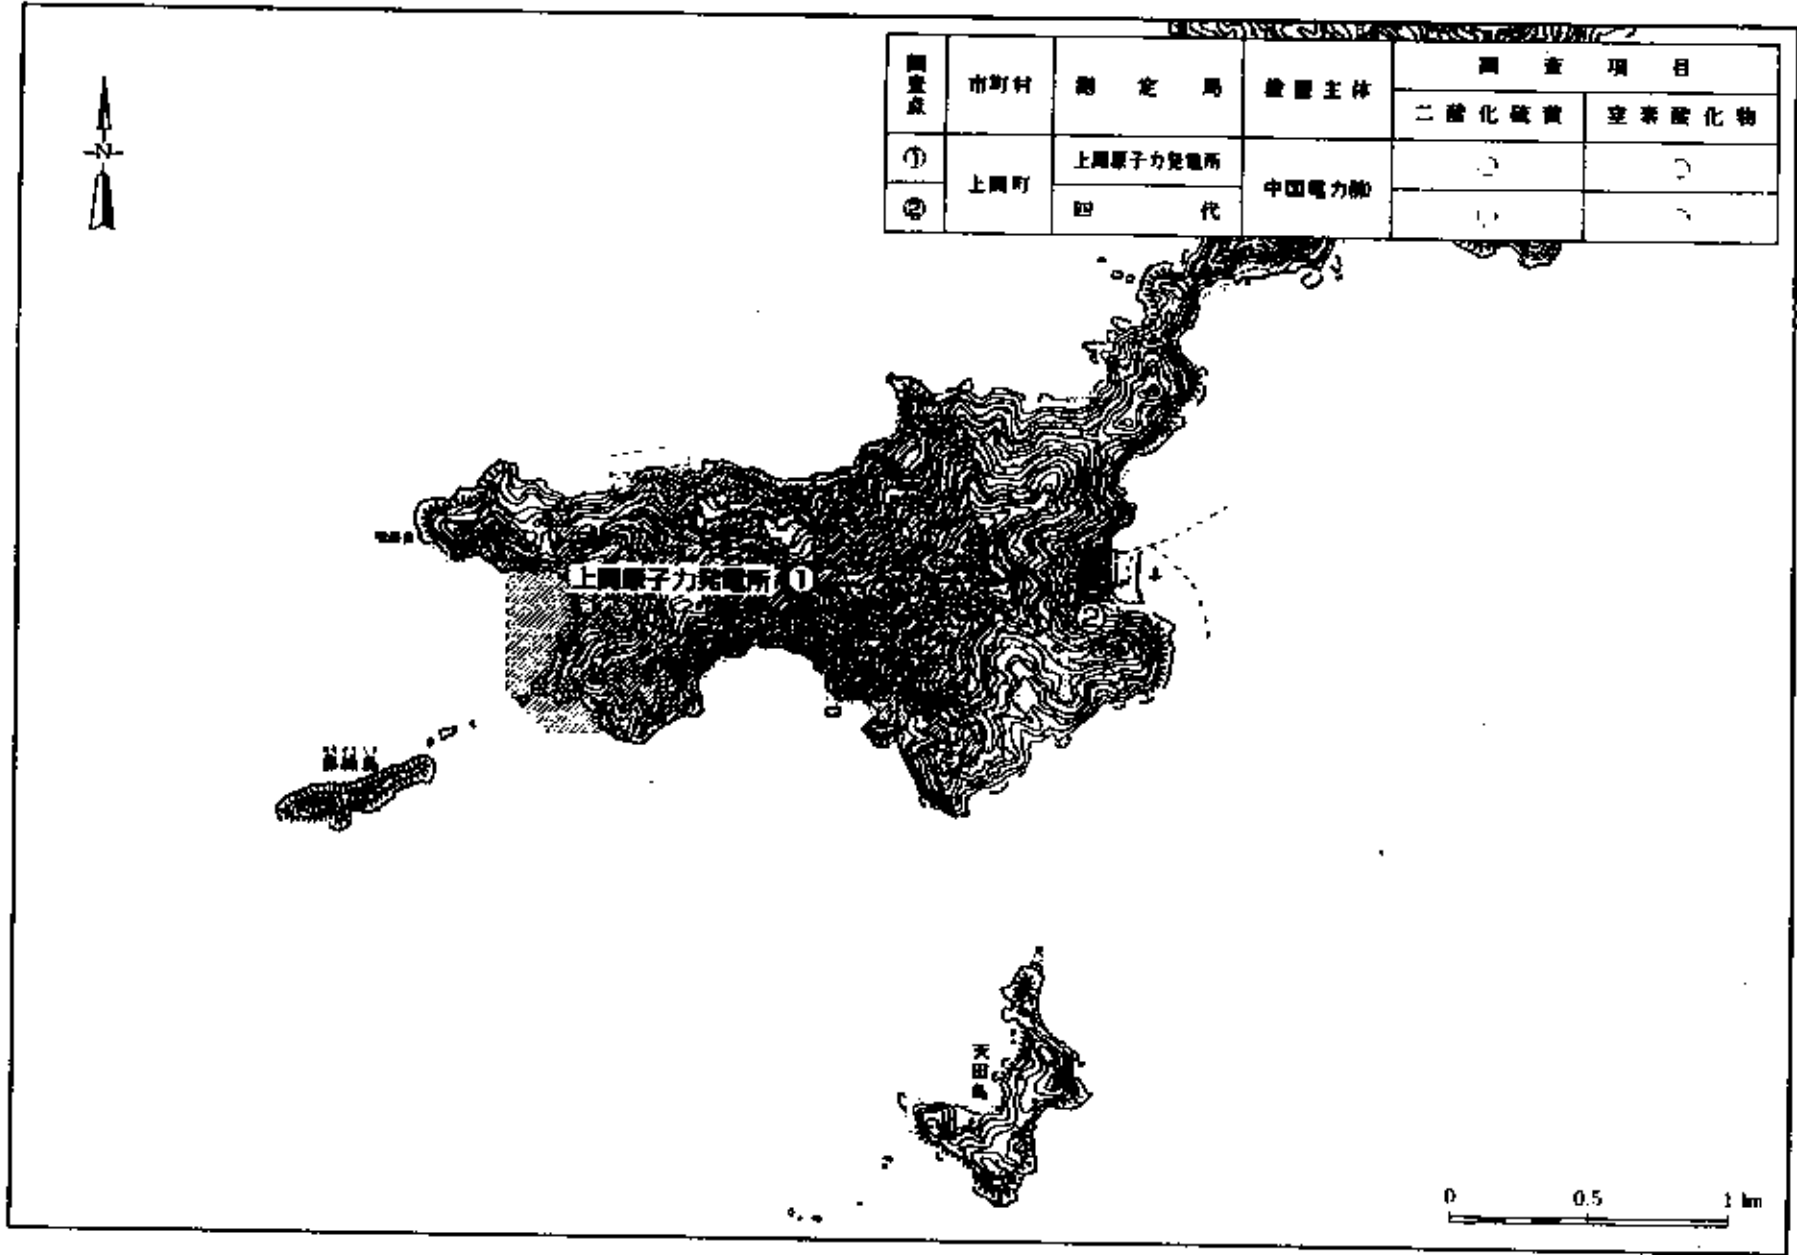 調査点 市町村 測定局 設置主体 調査項目
二酸化硫黄 窒素酸化物
① 上関町 上関原子力発電所 中国電力㈱ ○ ○
② 四代 ○ ○
N
上関原子力発電所 ①
②
天田島
0 0.5 1 km